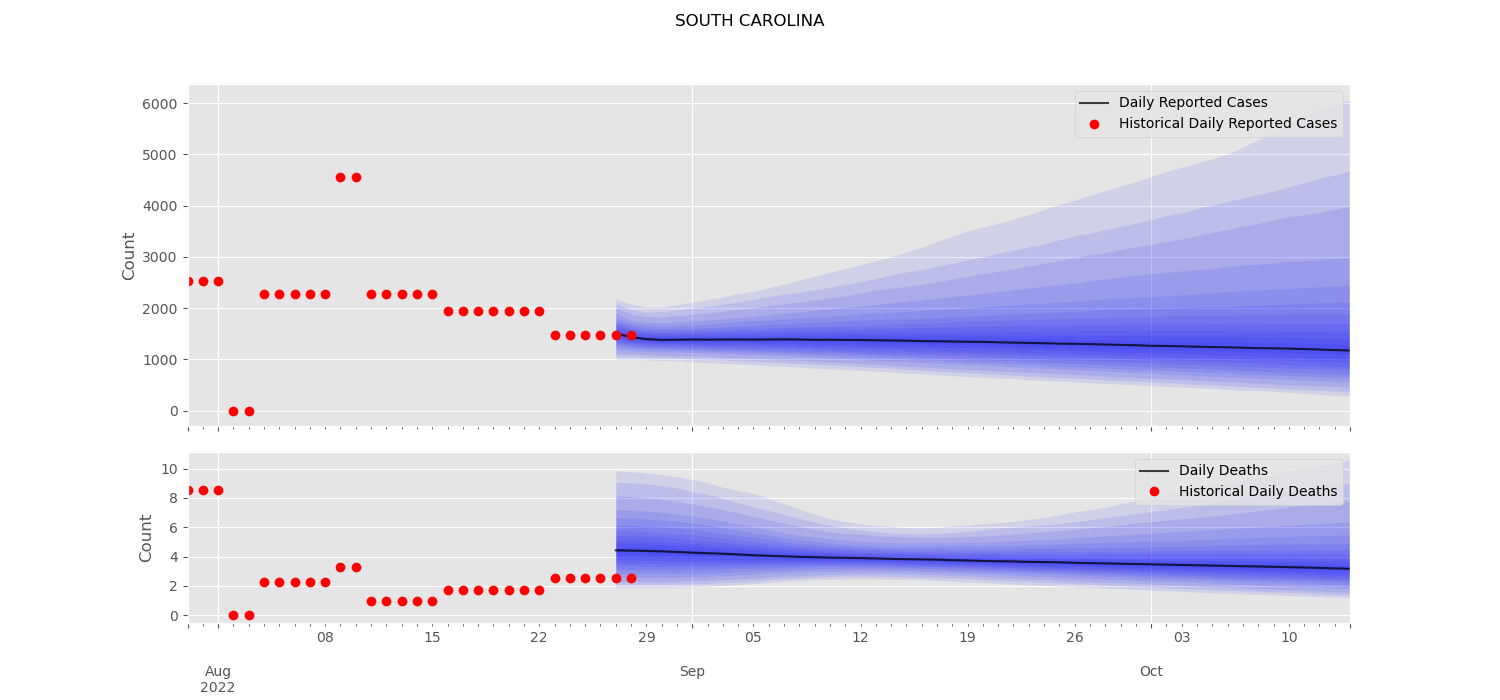 SOUTH CAROLINA
6000
5000
4000
3000
2000
1000
0
Count
Daily Reported Cases
Historical Daily Reported Cases
10
8
6
4
2
0
Count
Daily Deaths
Historical Daily Deaths
08 15 22 29 05 12 19 26 03 10
Aug Sep Oct
2022